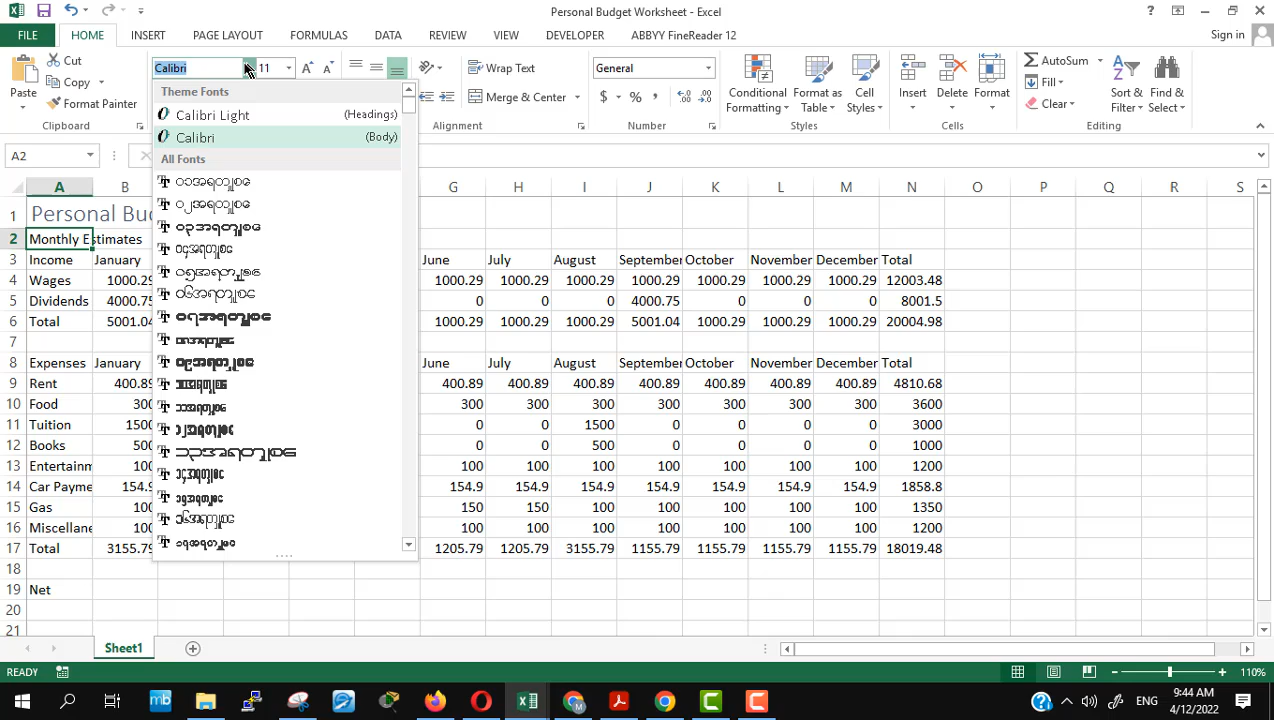 Personal Budget Worksheet - Excel
? 
Sign in
FILE HOME INSERT PAGE LAYOUT FORMULAS DATA REVIEW VIEW DEVELOPER ABBYY FineReader 12
Paste
Cut
Copy
Format Painter
Clipboard
Calibri 11
Wrap Text
Merge & Center
Alignment
General
$ % ,
Number
Conditional Formatting
Format as Table
Cell Styles
Styles
Insert
Delete
Format
Cells
AutoSum
Fill
Clear
Sort & Filter
Find & Select
Editing
A2
Theme Fonts
Calibri Light (Headings)
Calibri (Body)
All Fonts
၀၁အရတျူစခေ
A B G H I J K L M N O P Q R S
1 Personal Bud
2 Monthly Estimates
3 Income January June July August September October November December Total
4 Wages 1000.29 1000.29 1000.29 1000.29 1000.29 1000.29 1000.29 1000.29 12003.48
5 Dividends 4000.75 0 0 0 4000.75 0 0 0 8001.5
6 Total 5001.04 1000.29 1000.29 1000.29 5001.04 1000.29 1000.29 1000.29 20004.98
7
8 Expenses January June July August September October November December Total
9 Rent 400.89 400.89 400.89 400.89 400.89 400.89 400.89 400.89 4810.68
10 Food 300 300 300 300 300 300 300 300 3600
11 Tuition 1500 0 0 1500 0 0 0 0 3000
12 Books 500 0 0 500 0 0 0 0 1000
13 Entertainm 100 100 100 100 100 100 100 100 1200
14 Car Payme 154.9 154.9 154.9 154.9 154.9 154.9 154.9 154.9 1858.8
15 Gas 100 150 150 100 100 100 100 100 1350
16 Miscellane 100 100 100 100 100 100 100 100 1200
17 Total 3155.79 1205.79 1205.79 3155.79 1155.79 1155.79 1155.79 1155.79 18019.48
18
19 Net
20
21
Sheet1
READY
110%
mb
ENG
9:44 AM
4/12/2022